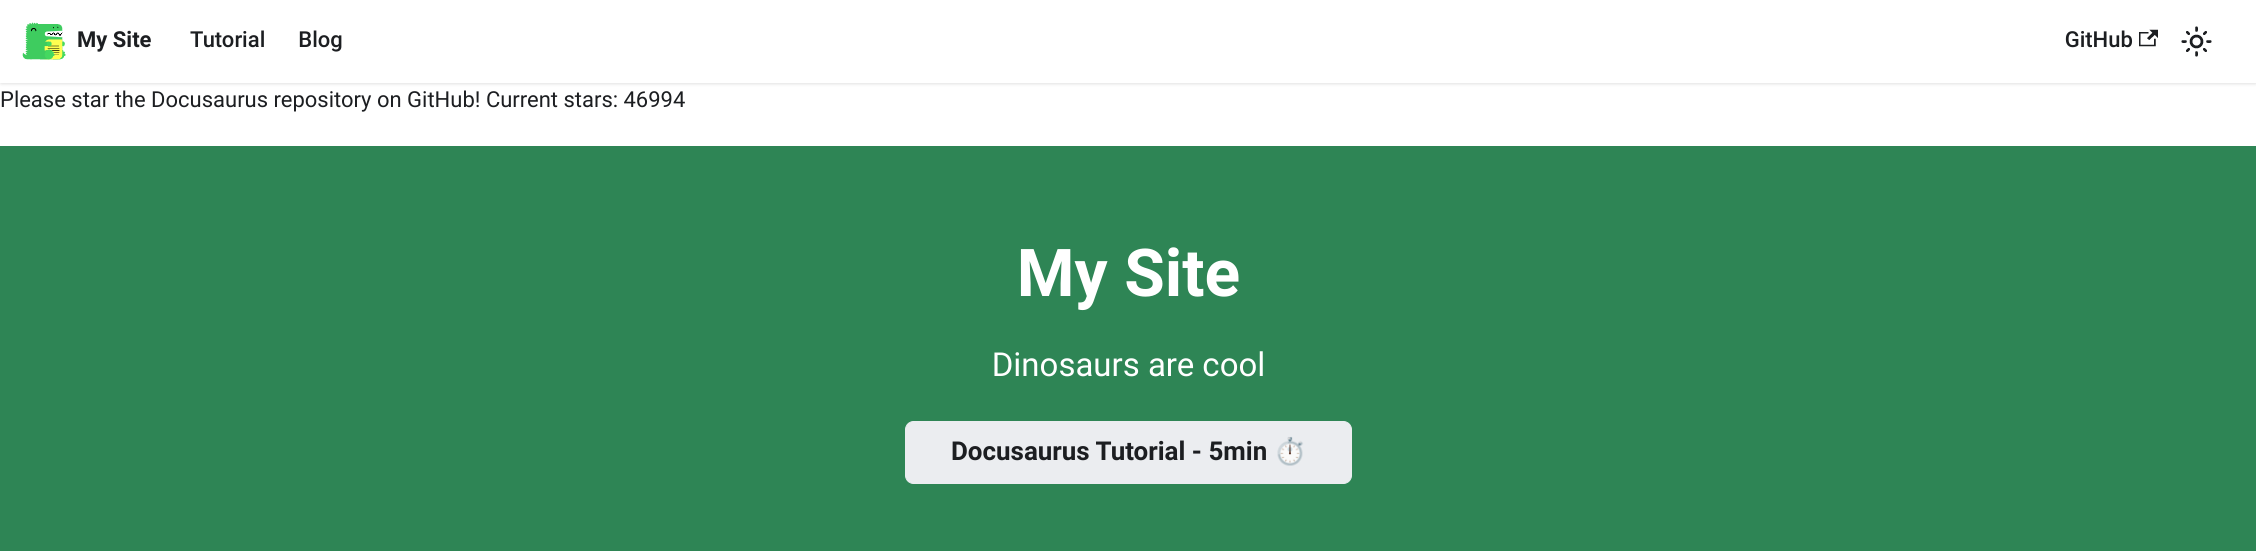 My Site
Tutorial
Blog
GitHub
Please star the Docusaurus repository on GitHub! Current stars: 46994
My Site
Dinosaurs are cool
Docusaurus Tutorial - 5min ⏱️